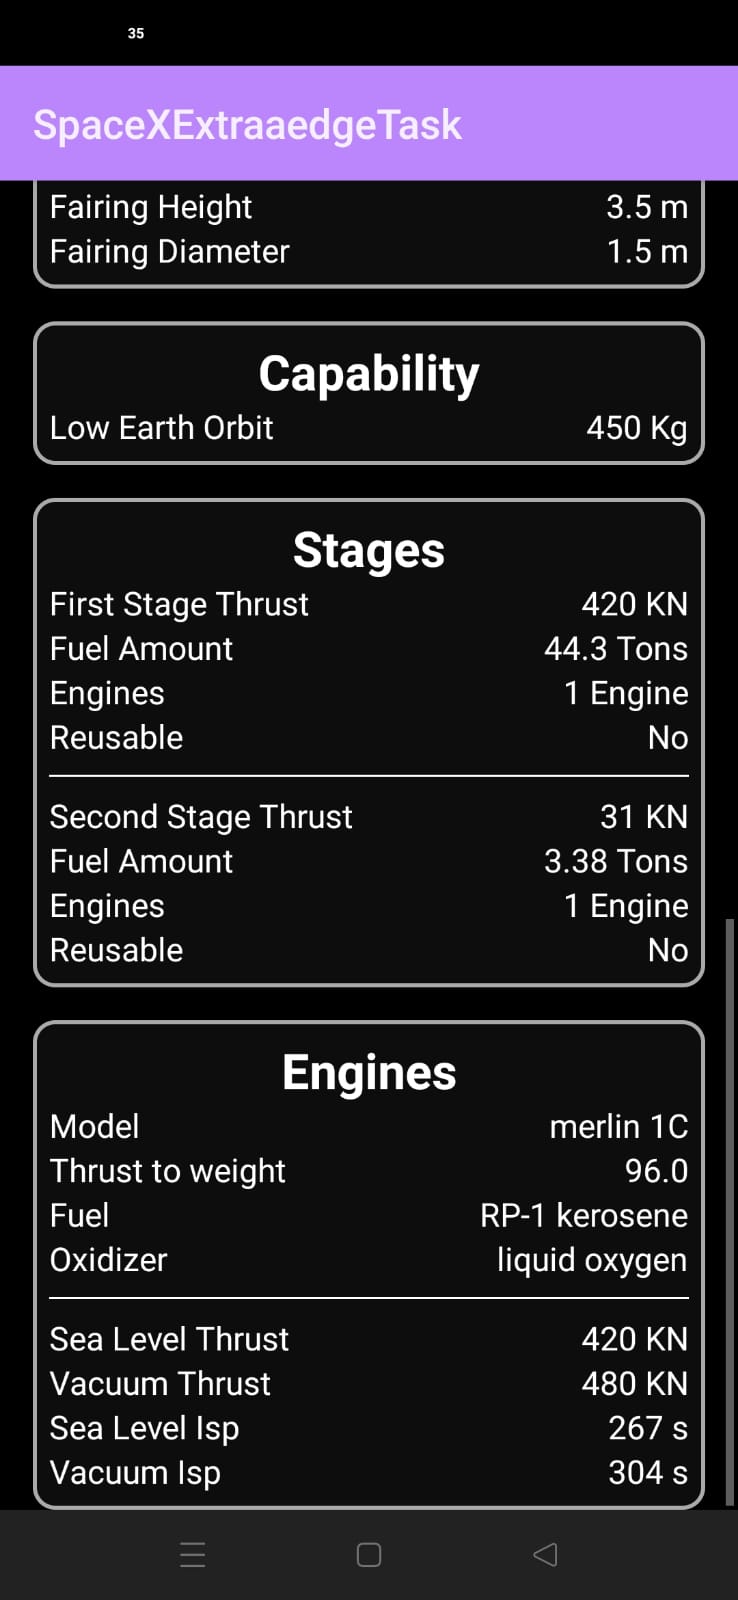 35
SpaceXExtraaedgeTask
Fairing Height 3.5 m
Fairing Diameter 1.5 m
Capability
Low Earth Orbit 450 Kg
Stages
First Stage Thrust 420 KN
Fuel Amount 44.3 Tons
Engines 1 Engine
Reusable No
Second Stage Thrust 31 KN
Fuel Amount 3.38 Tons
Engines 1 Engine
Reusable No
Engines
Model merlin 1C
Thrust to weight 96.0
Fuel RP-1 kerosene
Oxidizer liquid oxygen
Sea Level Thrust 420 KN
Vacuum Thrust 480 KN
Sea Level Isp 267 s
Vacuum Isp 304 s